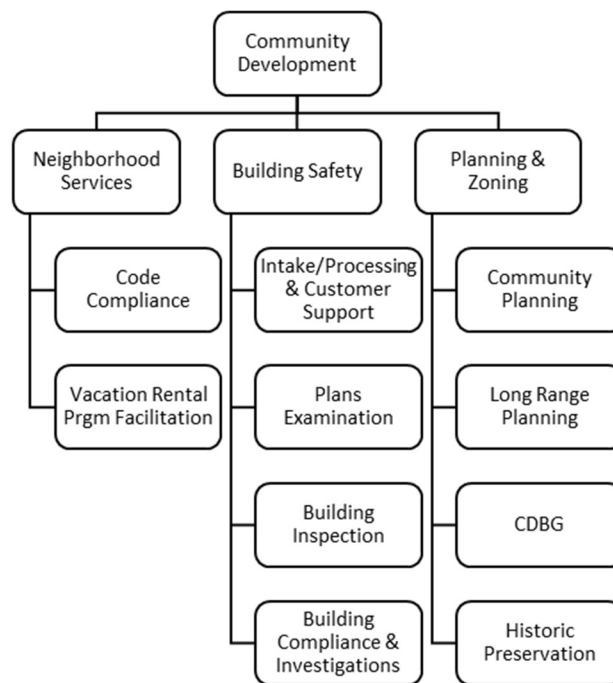 Community
Development
Neighborhood
Services
Building Safety
Planning &
Zoning
Code
Compliance
Vacation Rental
Prgm Facilitation
Intake/Processing
& Customer
Support
Plans
Examination
Building
Inspection
Building
Compliance &
Investigations
Community
Planning
Long Range
Planning
CDBG
Historic
Preservation